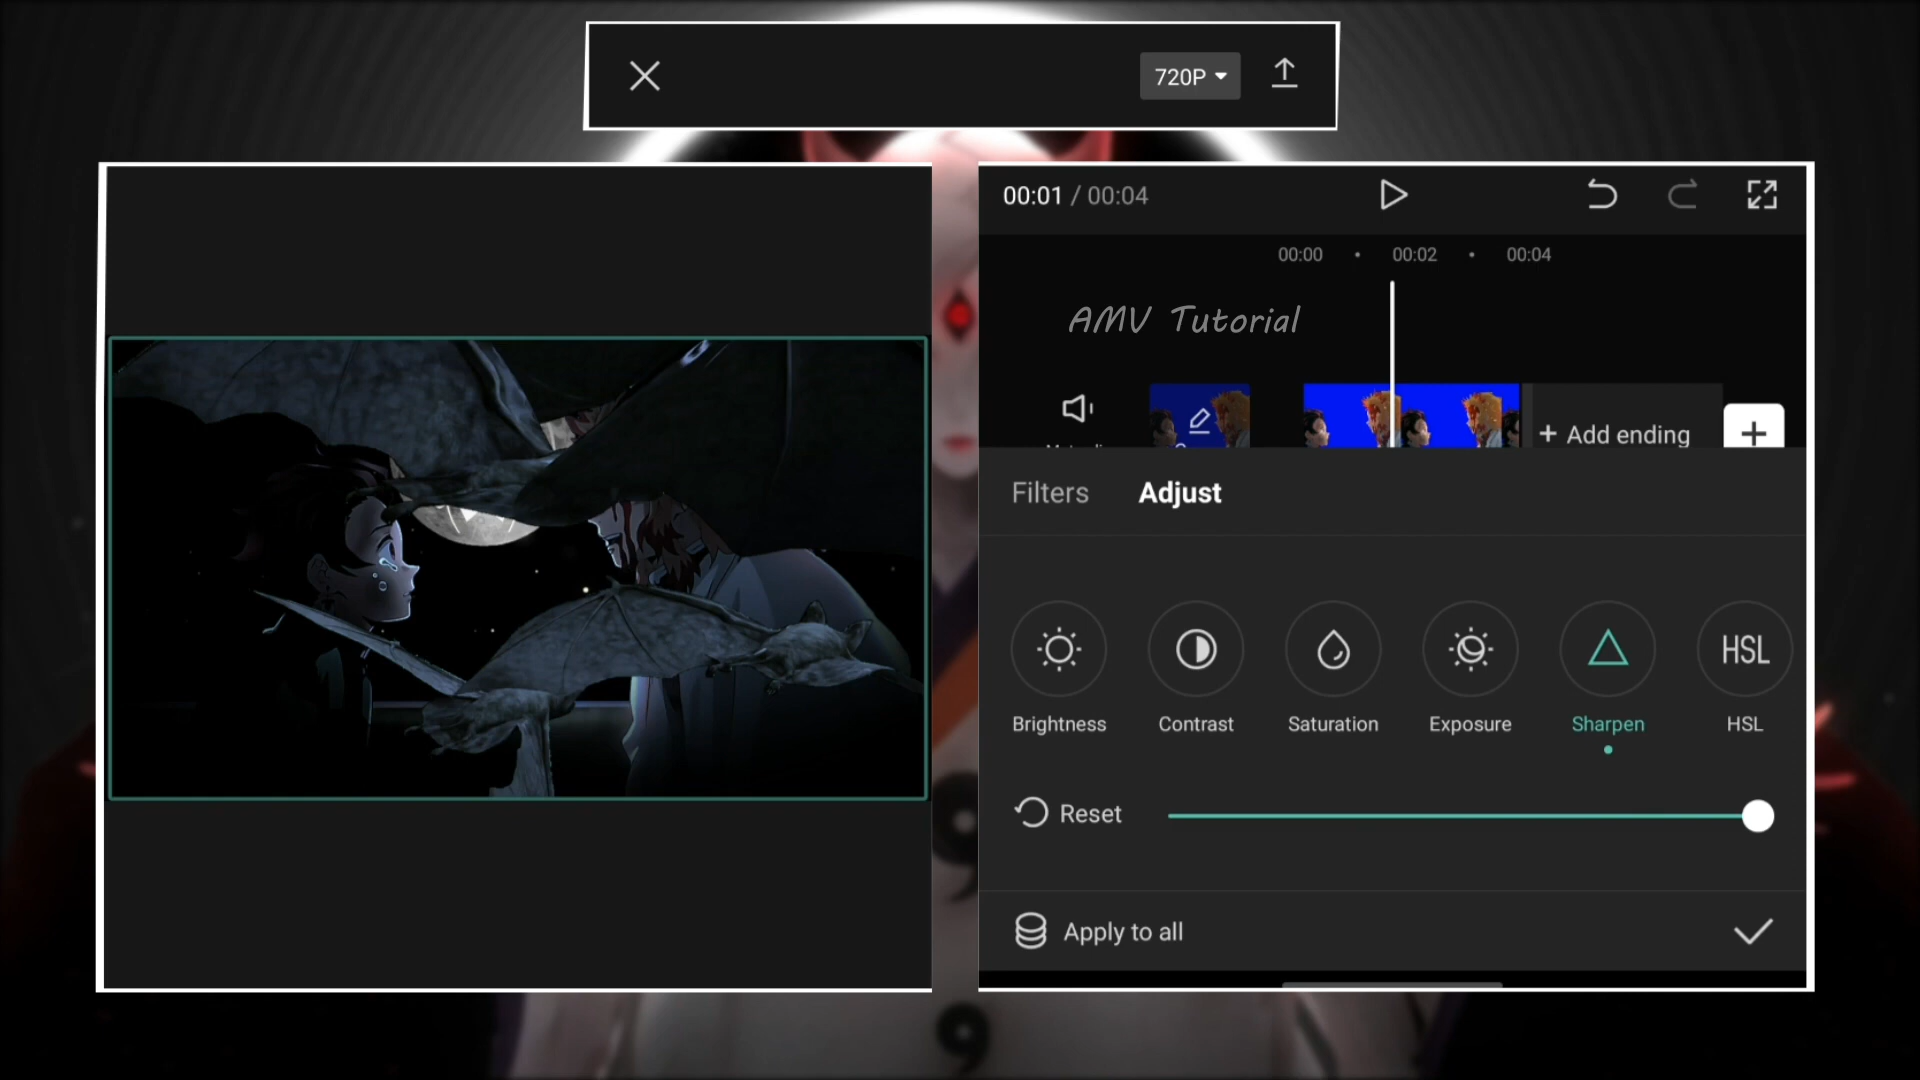 720P
00:01 / 00:04
00:00 • 00:02 • 00:04
AMV Tutorial
+ Add ending
Filters Adjust
HSL
Brightness Contrast Saturation Exposure Sharpen HSL
Reset
Apply to all